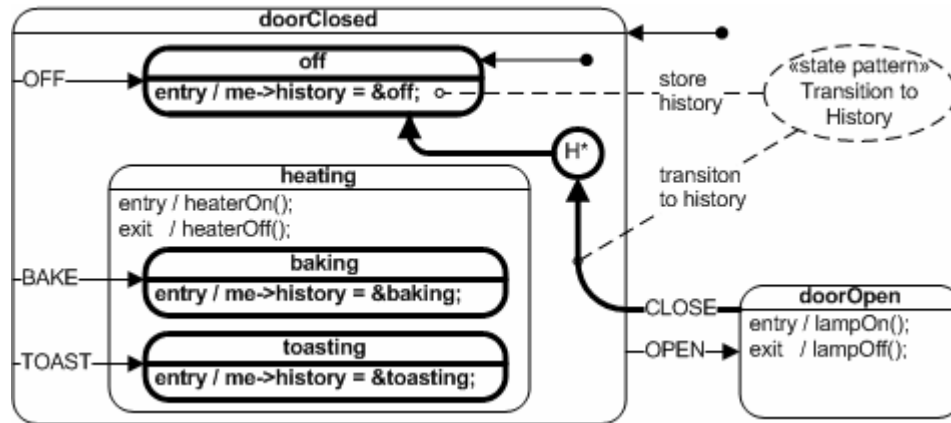 doorClosed
off
OFF
entry / me->history = &off;
store
history
«state pattern»
Transition to
History
H*
heating
entry / heaterOn();
exit / heaterOff();
transiton
to history
BAKE
baking
entry / me->history = &baking;
CLOSE
doorOpen
entry / lampOn();
exit / lampOff();
OPEN
TOAST
toasting
entry / me->history = &toasting;